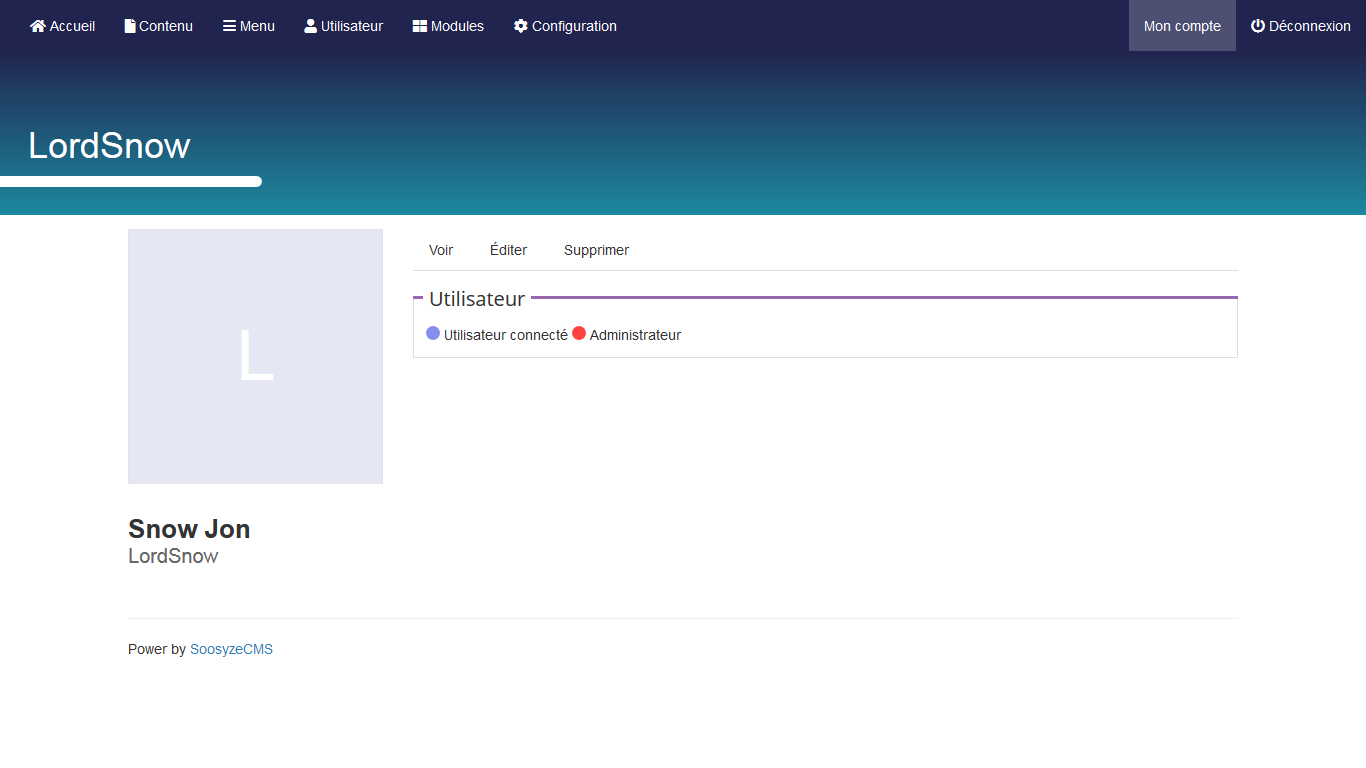 Accueil Contenu Menu Utilisateur Modules Configuration Mon compte Déconnexion
LordSnow
Voir Éditer Supprimer
Utilisateur
Utilisateur connecté Administrateur
L
Snow Jon
LordSnow
Power by SoosyzeCMS